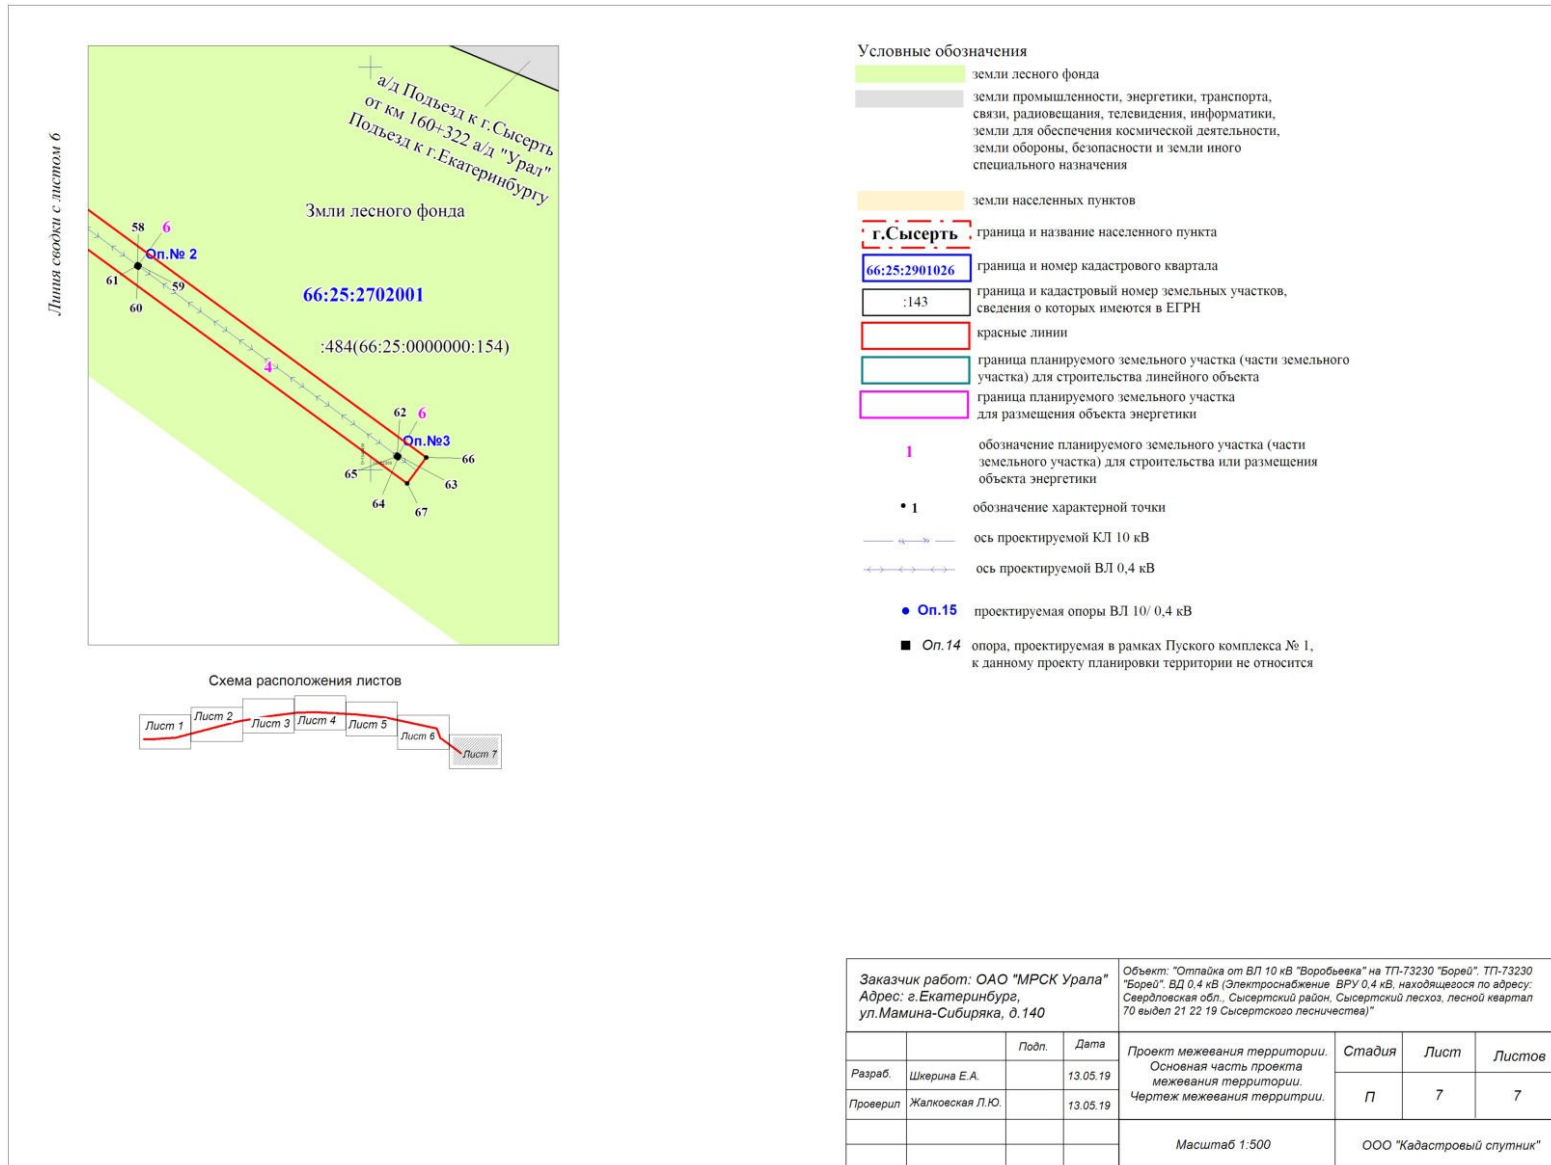 Линия сводки с листом 6
а/д Подъезд к г.Сысерть
от км 160+322 а/д "Урал"
Подъезд к г.Екатеринбургу
Змли лесного фонда
58
6
Оп.№ 2
61
59
60
66:25:2702001
:484(66:25:0000000:154)
4
62
6
Оп.№3
66
65
63
64
67
Схема расположения листов
Лист 1
Лист 2
Лист 3
Лист 4
Лист 5
Лист 6
Лист 7
Условные обозначения
земли лесного фонда
земли промышленности, энергетики, транспорта,
связи, радиовещания, телевидения, информатики,
земли для обеспечения космической деятельности,
земли обороны, безопасности и земли иного
специального назначения
земли населенных пунктов
г.Сысерть
граница и название населенного пункта
66:25:2901026
граница и номер кадастрового квартала
:143
граница и кадастровый номер земельных участков,
сведения о которых имеются в ЕГРН
красные линии
граница планируемого земельного участка (части земельного
участка) для строительства линейного объекта
граница планируемого земельного участка
для размещения объекта энергетики
1
обозначение планируемого земельного участка (части
земельного участка) для строительства или размещения
объекта энергетики
1
обозначение характерной точки
ось проектируемой КЛ 10 кВ
ось проектируемой ВЛ 0,4 кВ
Оп.15
проектируемая опоры ВЛ 10/ 0,4 кВ
Оп.14
опора, проектируемая в рамках Пуского комплекса № 1,
к данному проекту планировки территории не относится
Заказчик работ: ОАО "МРСК Урала"
Адрес: г.Екатеринбург,
ул.Мамина-Сибиряка, д.140
Объект: "Отпайка от ВЛ 10 кВ "Воробьевка" на ТП-73230 "Борей". ТП-73230
"Борей". ВД 0,4 кВ (Электроснабжение ВРУ 0,4 кВ, находящегося по адресу:
Свердловская обл., Сысертский район, Сысертский лесхоз, лесной квартал
70 выдел 21 22 19 Сысертского лесничества)"
Подп.
Дата
Разраб.
Шкерина Е.А.
13.05.19
Проверил
Жалковская Л.Ю.
13.05.19
Проект межевания территории.
Основная часть проекта
межевания территории.
Чертеж межевания территрии.
Стадия
Лист
Листов
П
7
7
Масштаб 1:500
ООО "Кадастровый спутник"